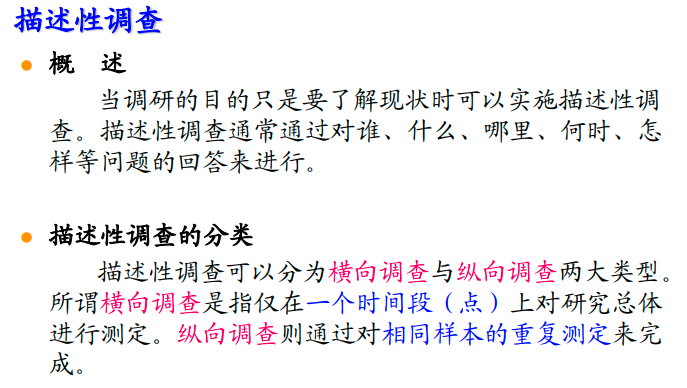 描述性调查
概 述
当调研的目的只是要了解现状时可以实施描述性调
查。描述性调查通常通过对谁、什么、哪里、何时、怎
样等问题的回答来进行。
描述性调查的分类
描述性调查可以分为横向调查与纵向调查两大类型。
所谓横向调查是指仅在一个时间段（点）上对研究总体
进行测定。纵向调查则通过对相同样本的重复测定来完
成。